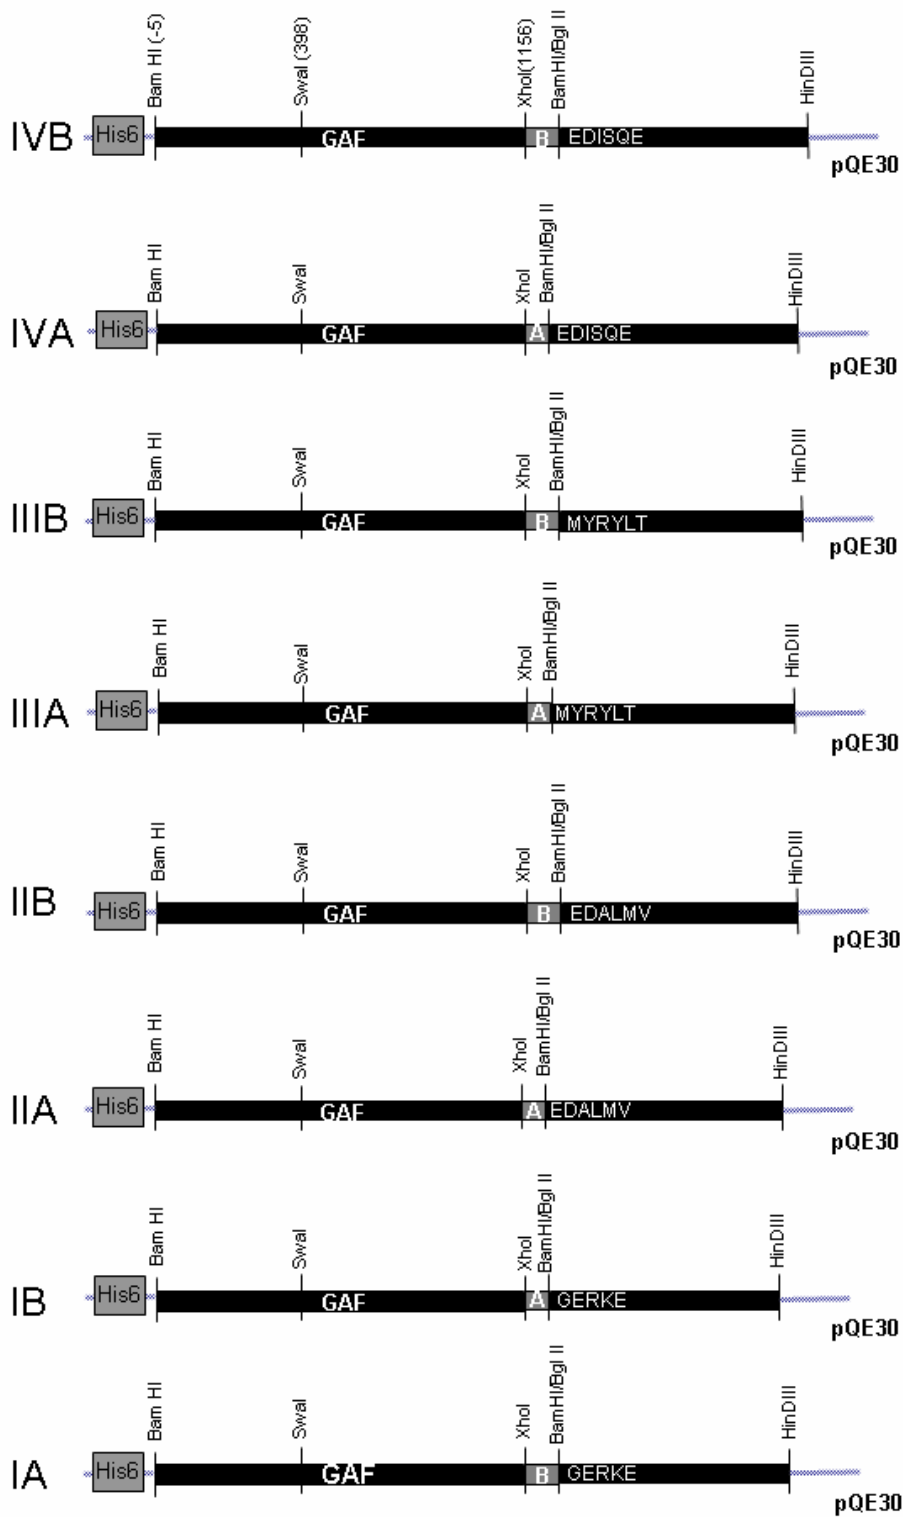 Bam HI (-5) SwaI (398) XhoI(1156) BamHI/Bgl II HinDIII
IVB His6 GAF B EDISQE
pQE30
Bam HI SwaI XhoI BamHI/Bgl II HinDIII
IVA His6 GAF A EDISQE
pQE30
Bam HI SwaI XhoI BamHI/Bgl II HinDIII
IIIB His6 GAF B MYRYLT
pQE30
Bam HI SwaI XhoI BamHI/Bgl II HinDIII
IIIA His6 GAF A MYRYLT
pQE30
Bam HI SwaI XhoI BamHI/Bgl II HinDIII
IIB His6 GAF B EDALMV
pQE30
Bam HI SwaI XhoI BamHI/Bgl II HinDIII
IIA His6 GAF A EDALMV
pQE30
Bam HI SwaI XhoI BamHI/Bgl II HinDIII
IB His6 GAF A GERKE
pQE30
Bam HI SwaI XhoI BamHI/Bgl II HinDIII
IA His6 GAF B GERKE
pQE30